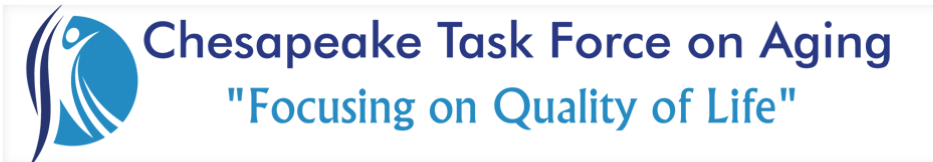 Chesapeake Task Force on Aging
"Focusing on Quality of Life"